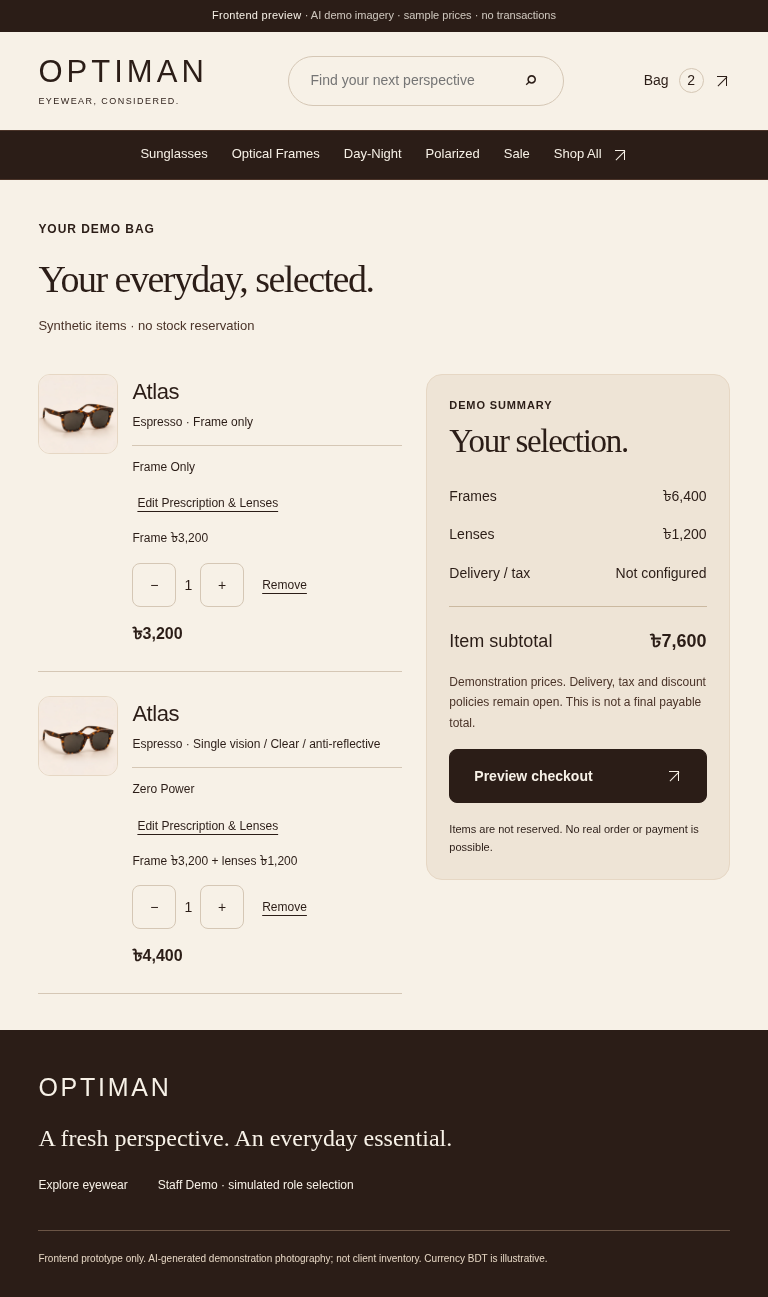 Frontend preview · AI demo imagery · sample prices · no transactions
OPTIMAN
EYEWEAR, CONSIDERED.
Find your next perspective
Bag 2
Sunglasses Optical Frames Day-Night Polarized Sale Shop All
YOUR DEMO BAG
Your everyday, selected.
Synthetic items · no stock reservation
Atlas
Espresso · Frame only
Frame Only
Edit Prescription & Lenses
Frame ৳3,200
− 1 + Remove
৳3,200
Atlas
Espresso · Single vision / Clear / anti-reflective
Zero Power
Edit Prescription & Lenses
Frame ৳3,200 + lenses ৳1,200
− 1 + Remove
৳4,400
DEMO SUMMARY
Your selection.
Frames ৳6,400
Lenses ৳1,200
Delivery / tax Not configured
Item subtotal ৳7,600
Demonstration prices. Delivery, tax and discount
policies remain open. This is not a final payable
total.
Preview checkout
Items are not reserved. No real order or payment is
possible.
OPTIMAN
A fresh perspective. An everyday essential.
Explore eyewear Staff Demo · simulated role selection
Frontend prototype only. AI-generated demonstration photography; not client inventory. Currency BDT is illustrative.